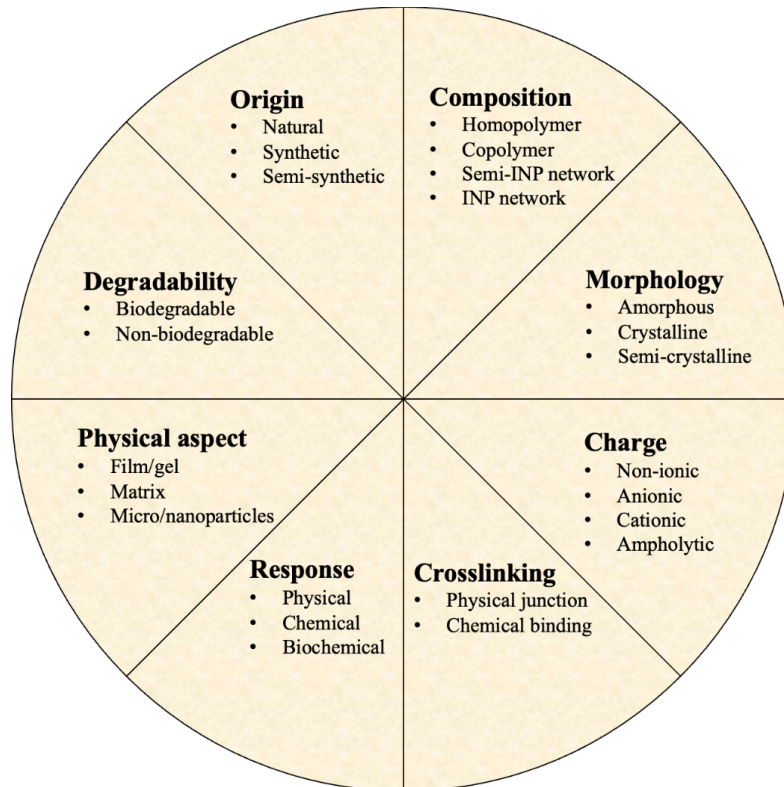 Origin
• Natural
• Synthetic
• Semi-synthetic
Composition
• Homopolymer
• Copolymer
• Semi-INP network
• INP network
Degradability
• Biodegradable
• Non-biodegradable
Morphology
• Amorphous
• Crystalline
• Semi-crystalline
Physical aspect
• Film/gel
• Matrix
• Micro/nanoparticles
Charge
• Non-ionic
• Anionic
• Cationic
• Ampholytic
Response
• Physical
• Chemical
• Biochemical
Crosslinking
• Physical junction
• Chemical binding